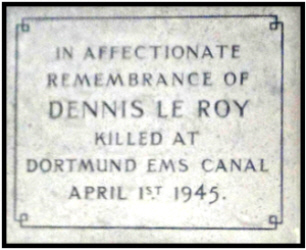 IN AFFECTIONATE
REMEMBRANCE OF
DENNIS LE ROY
KILLED AT
DORTMUND EMS CANAL
APRIL 1ST 1945.